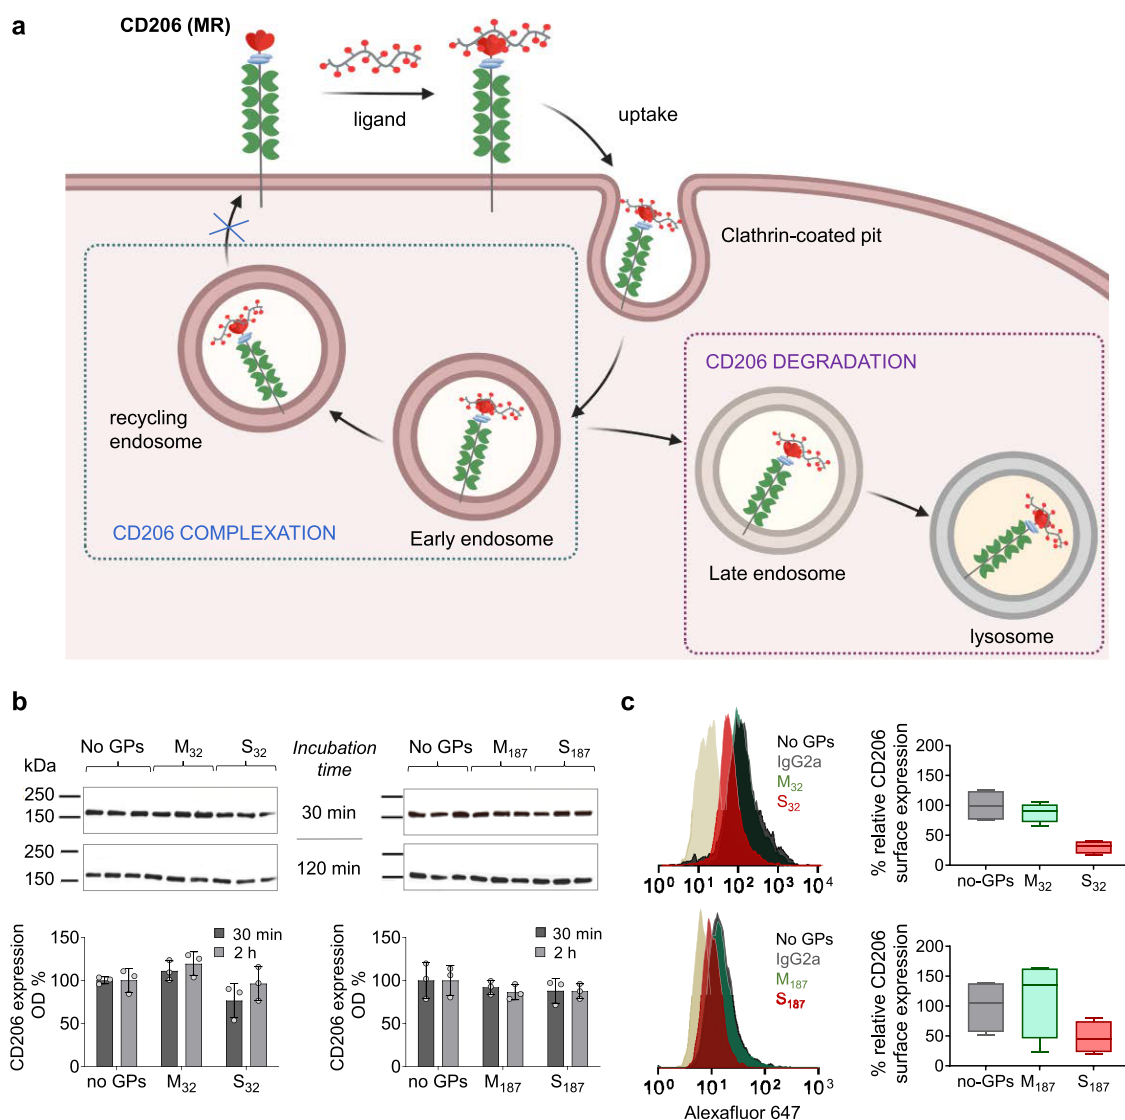 a
CD206 (MR)
ligand
uptake
Clathrin-coated pit
CD206 DEGRADATION
recycling
endosome
CD206 COMPLEXATION
Early endosome
Late endosome
lysosome
b
No GPs M32 S32
Incubation
time
No GPs M187 S187
kDa
250
150
30 min
250
150
120 min
CD206 expression
OD %
150
100
50
0
30 min
2 h
no GPs M32 S32
CD206 expression
OD %
150
100
50
0
30 min
2 h
no GPs M187 S187
c
No GPs
IgG2a
M32
S32
10^0 10^1 10^2 10^3 10^4
% relative CD206
surface expression
200
150
100
50
0
no-GPs M32 S32
No GPs
IgG2a
M187
S187
10^0 10^1 10^2 10^3
Alexafluor 647
% relative CD206
surface expression
200
150
100
50
0
no-GPs M187 S187